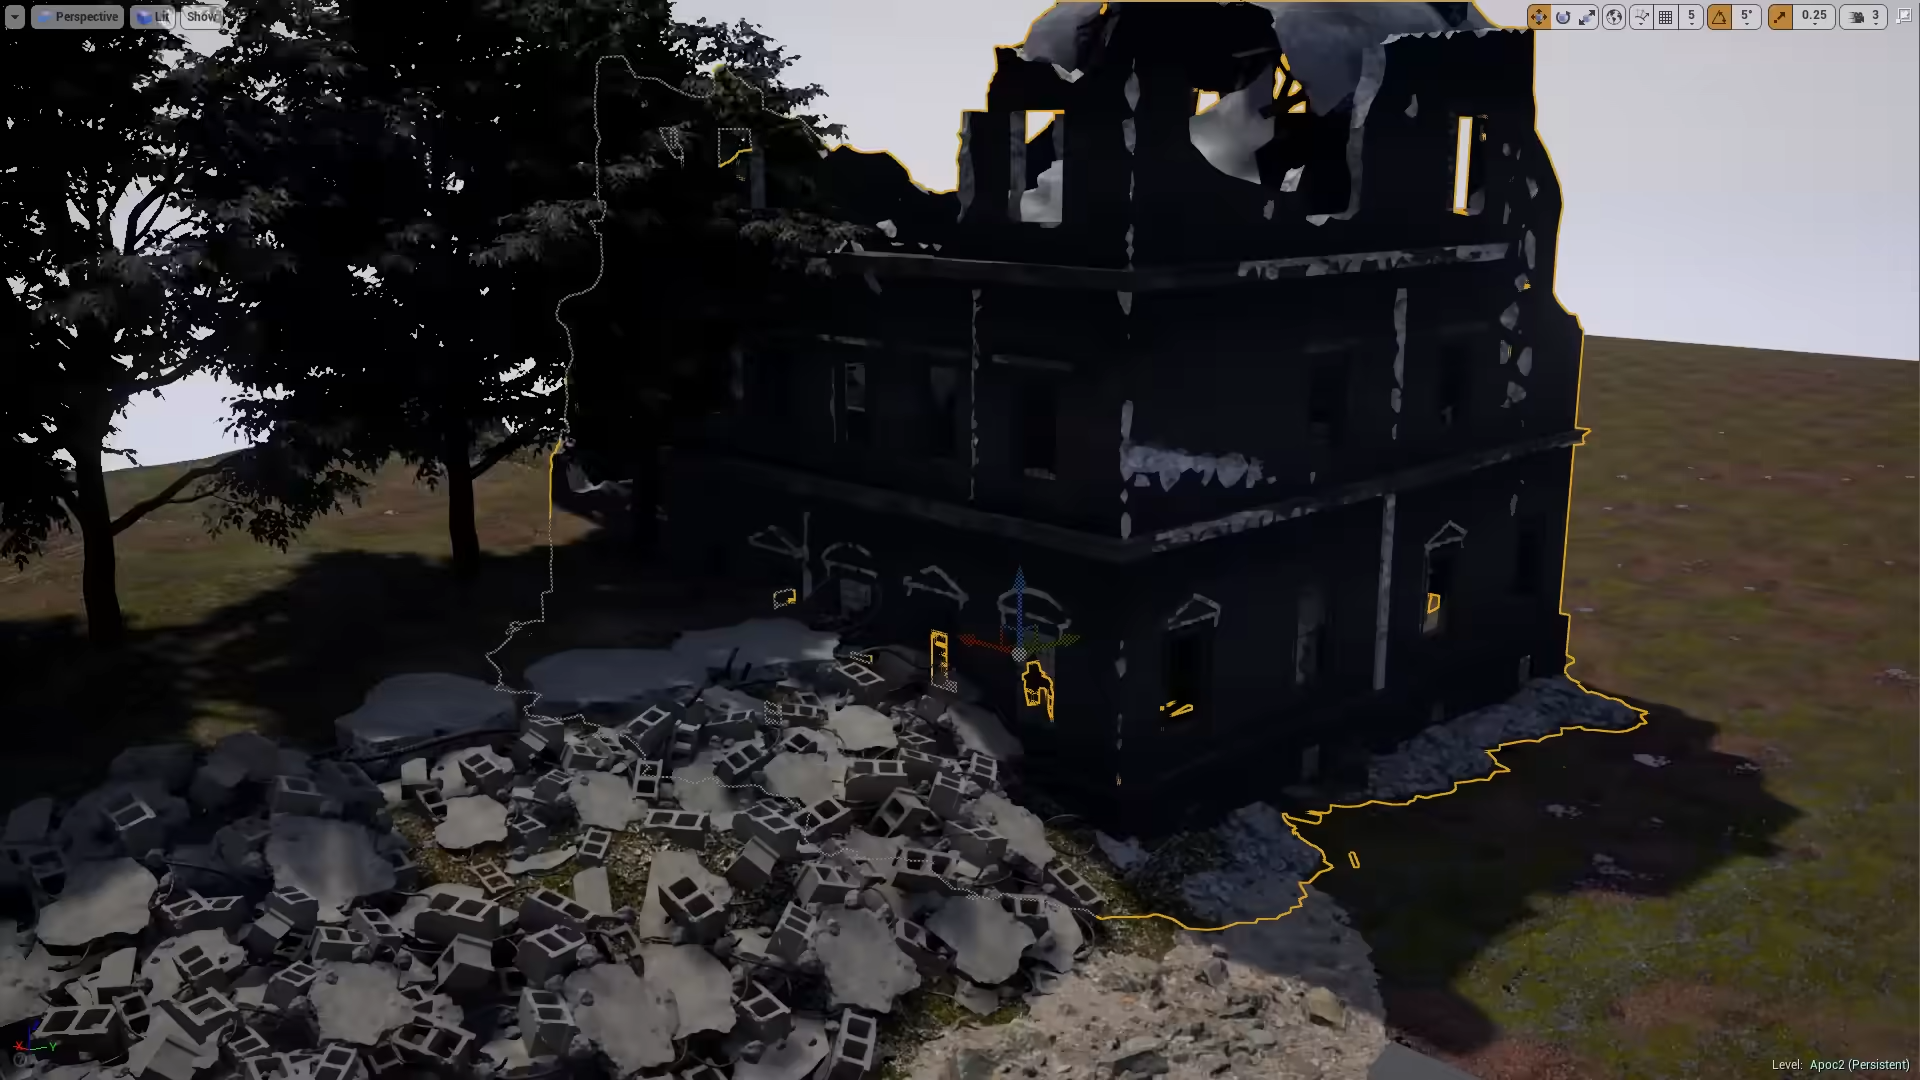 Perspective Lit Show 5 5° 0.25 3
X Y
Level: Apoc2 (Persistent)